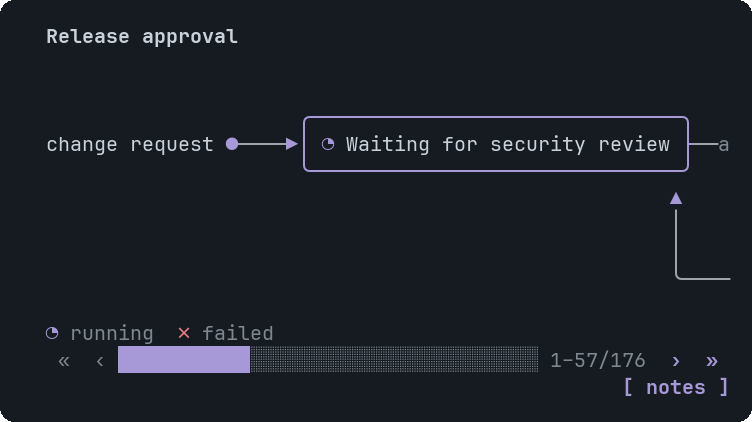 Release approval
change request ◔ Waiting for security review a
◔ running ✕ failed
« ‹ 1–57/176 › »
[ notes ]